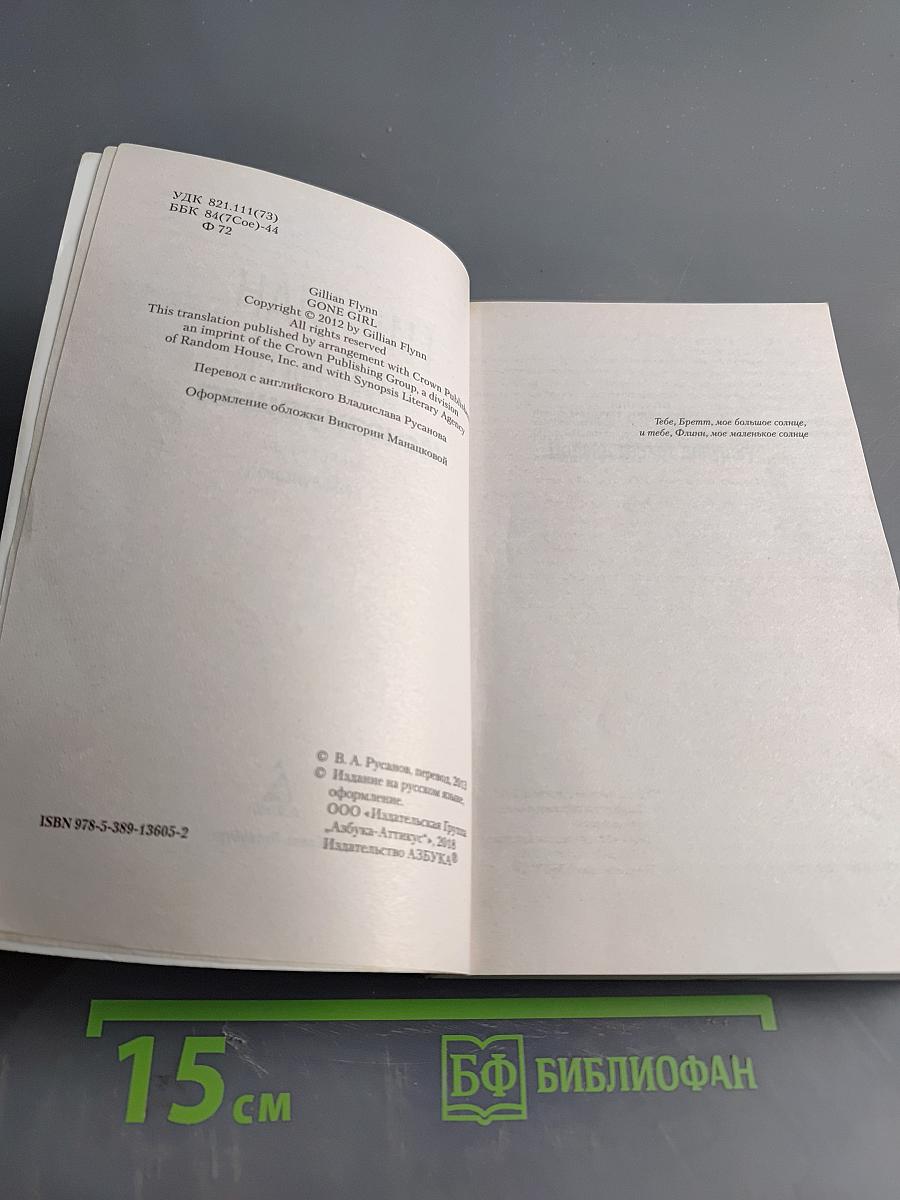 УДК 821.111(73)
ББК 84(7Сое)-44
Ф 72
Gillian Flynn
GONE GIRL
Copyright © 2012 by Gillian Flynn
All rights reserved
This translation published by arrangement with Crown
an imprint of the Crown Publishing Group, a division
of Random House, Inc. and with Synopsis Literary Agency
Перевод с английского Владислава Русанова
Оформление обложки Виктории Манацковой
© В. А. Русанов, перевод, 2013
© Издание на русском языке,
оформление.
ООО «Издательская Группа
„Азбука-Аттикус“», 2018
Издательство АЗБУКА®
ISBN 978-5-389-13605-2
Тебе, Бретт, мое большое солнце,
и тебе, Флинн, мое маленькое солнце
15 см
БФ БИБЛИОФАН